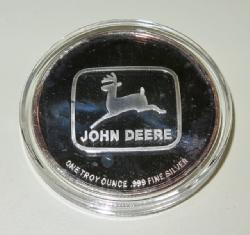 JOHN DEERE
ONE TROY OUNCE .999 FINE SILVER